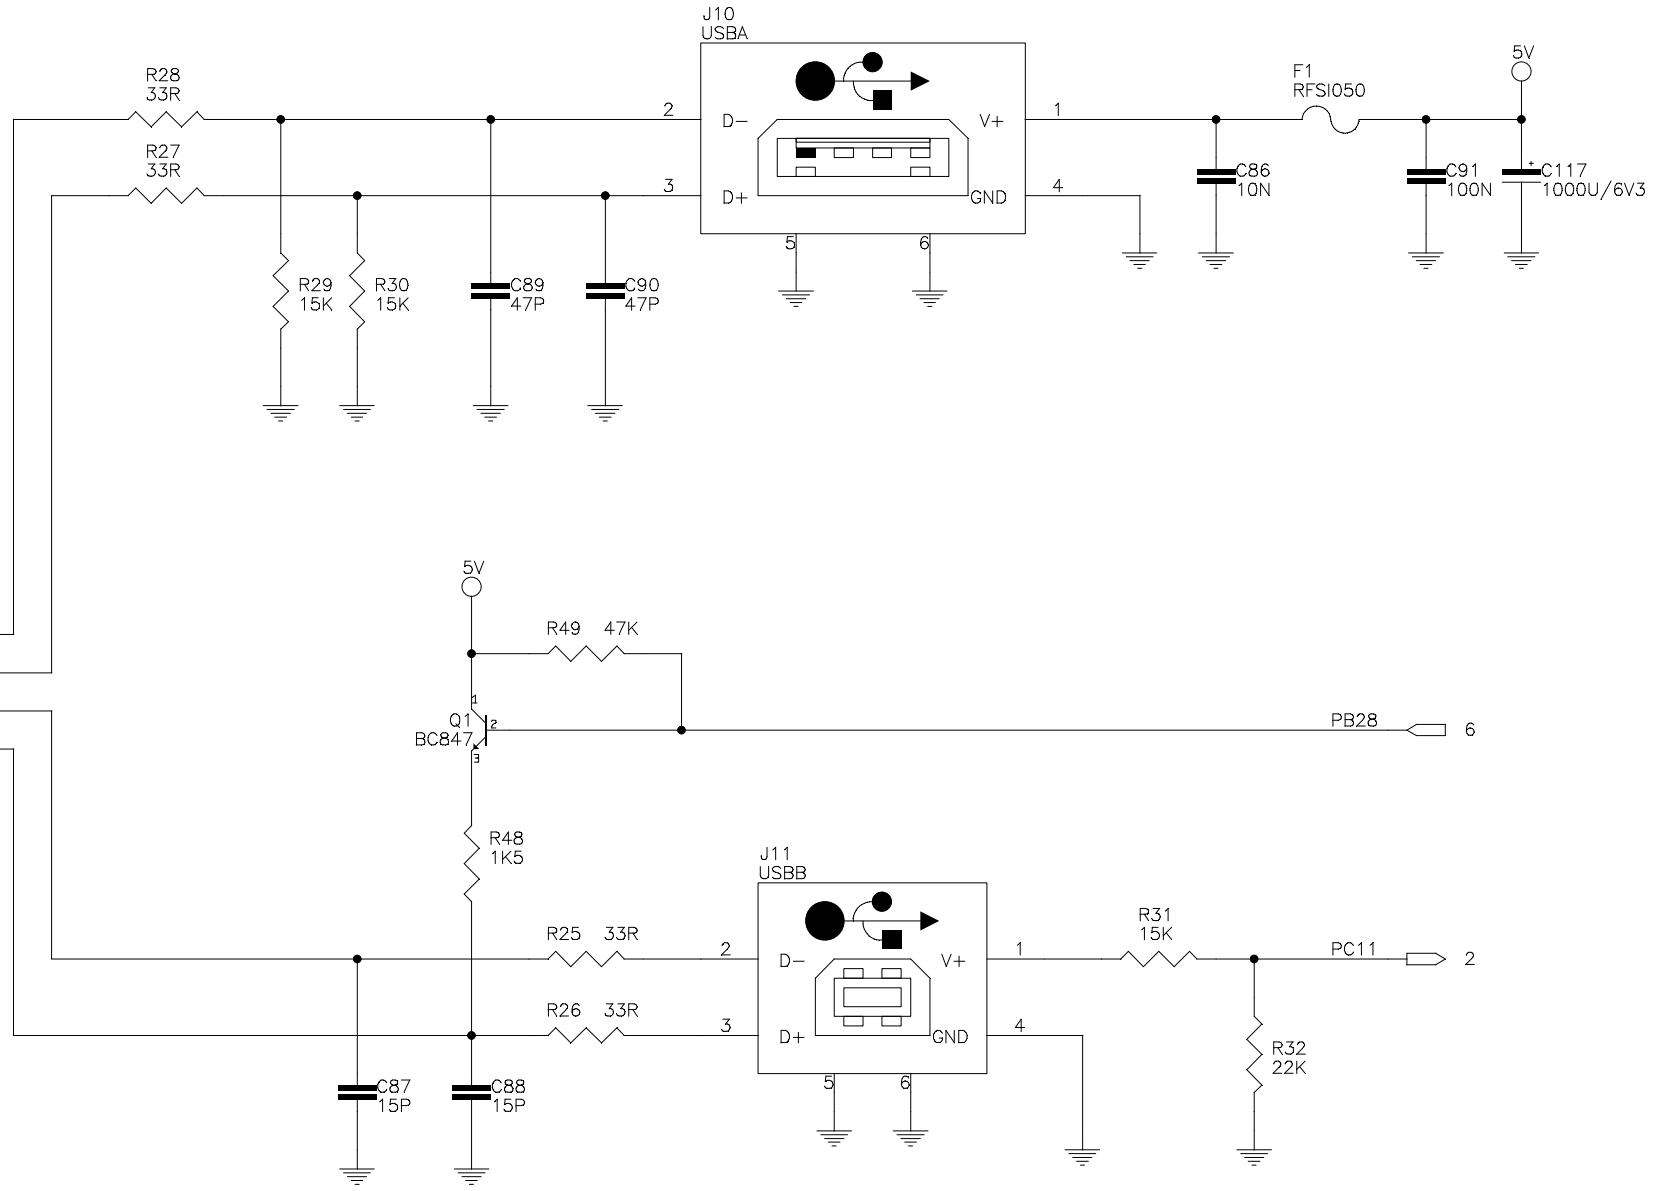 J10
USBA
R28
33R
2
D-
V+
1
F1
RFSI050
5V
R27
33R
3
D+
GND
4
C86
10N
C91
100N
+
C117
1000U/6V3
5
6
R29
15K
R30
15K
C89
47P
C90
47P
5V
R49 47K
1
Q1
BC847
2
3
PB28
6
R48
1K5
J11
USBB
R25 33R
2
D-
V+
1
R31
15K
PC11
2
R26 33R
3
D+
GND
4
R32
22K
C87
15P
C88
15P
5
6